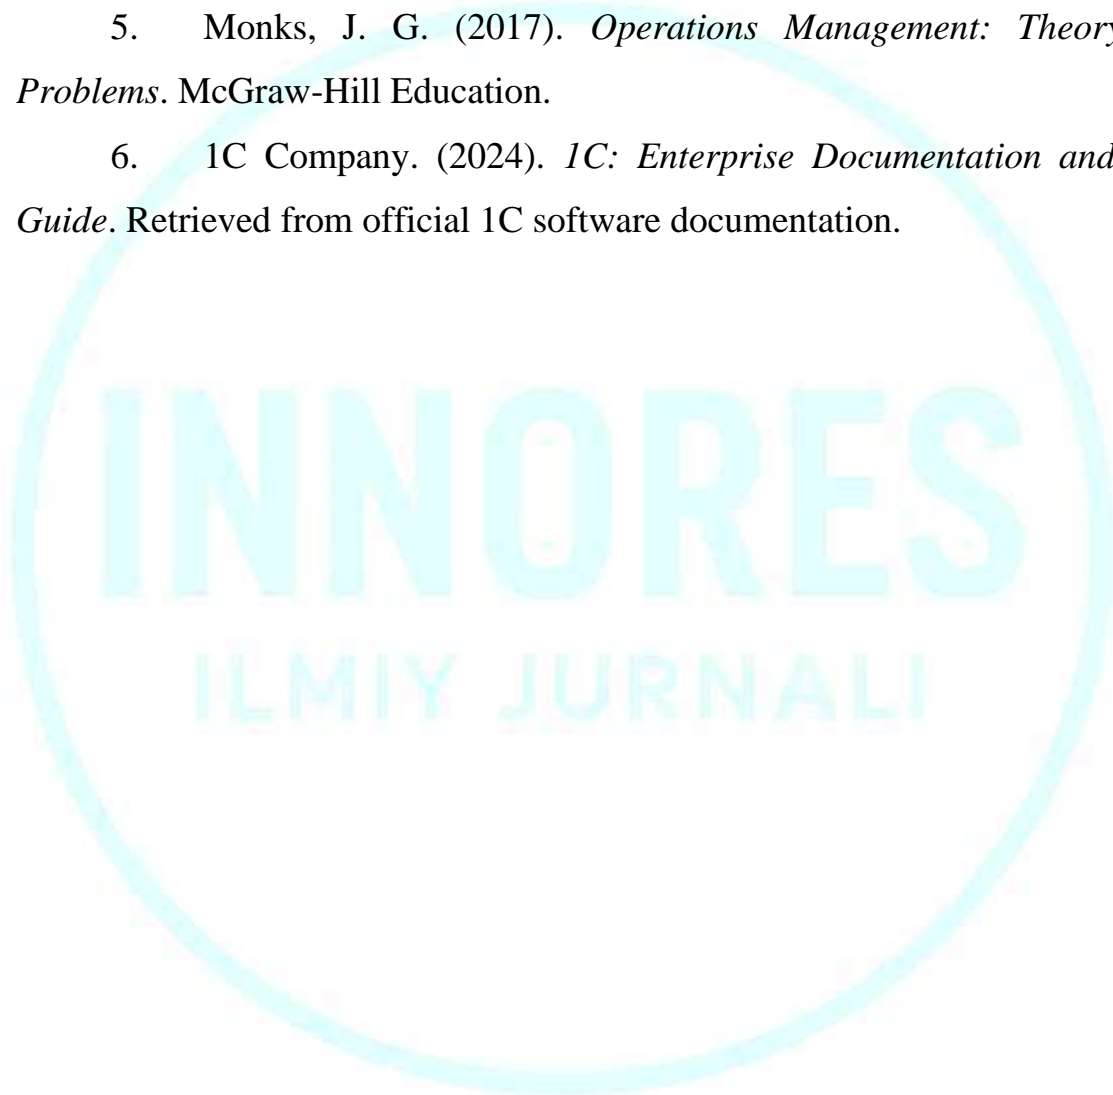 5. Monks, J. G. (2017). Operations Management: Theory
Problems. McGraw-Hill Education.
6. 1C Company. (2024). 1C: Enterprise Documentation and
Guide. Retrieved from official 1C software documentation.
INNORES
ILMIY JURNALI